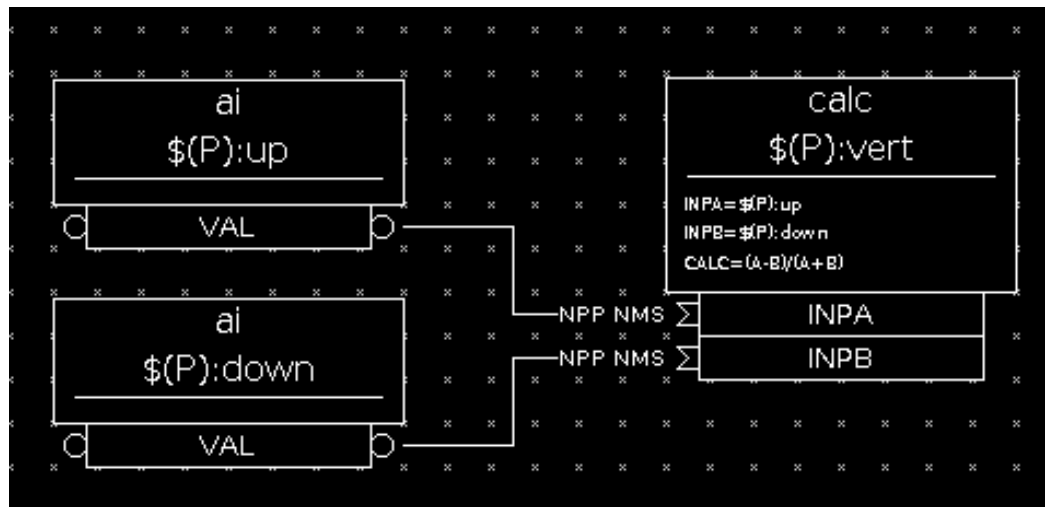 ai
$(P):up
VAL
ai
$(P):down
VAL
calc
$(P):vert
INPA=$(P):up
INPB=$(P):down
CALC=(A-B)/(A+B)
NPP NMS
INPA
NPP NMS
INPB